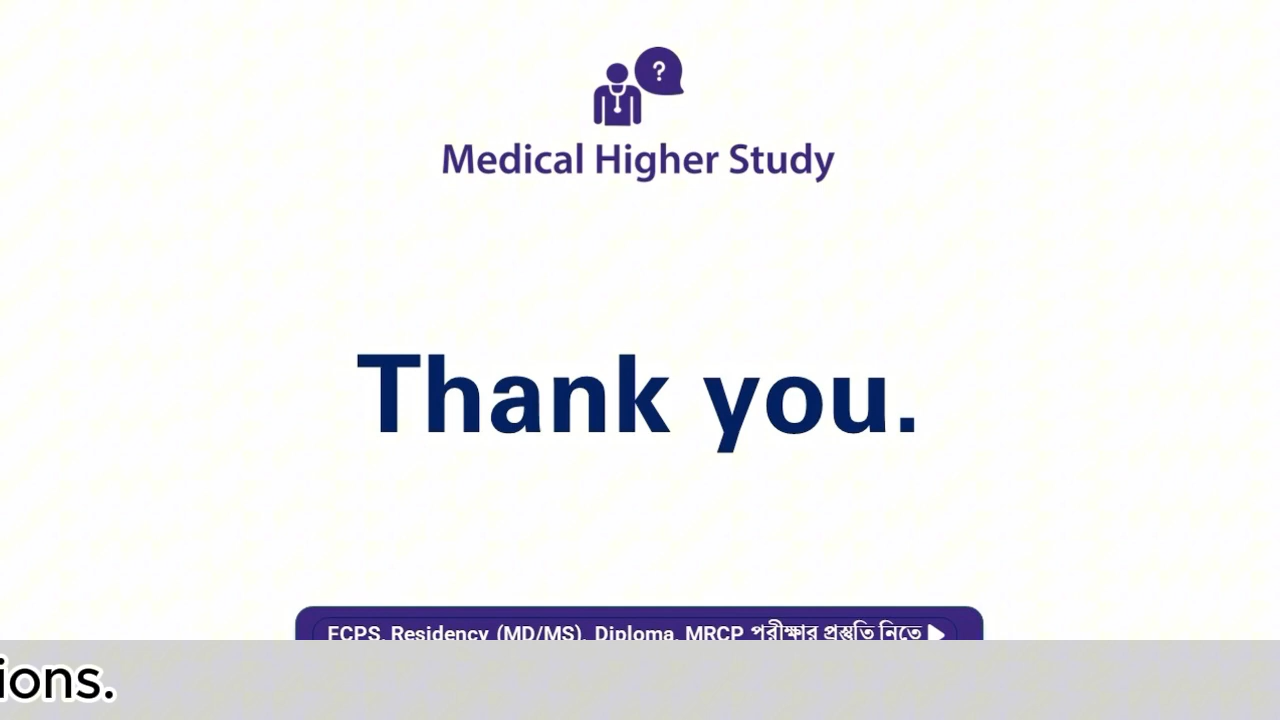 ?
Medical Higher Study
Thank you.
FCPS, Residency (MD/MS), Diploma, MRCP পরীক্ষার প্রস্তুতি নিতে
ions.